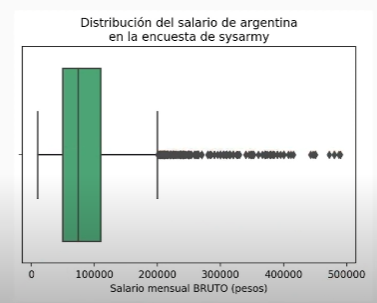 Distribución del salario de argentina
en la encuesta de sysarmy
0 100000 200000 300000 400000 500000
Salario mensual BRUTO (pesos)